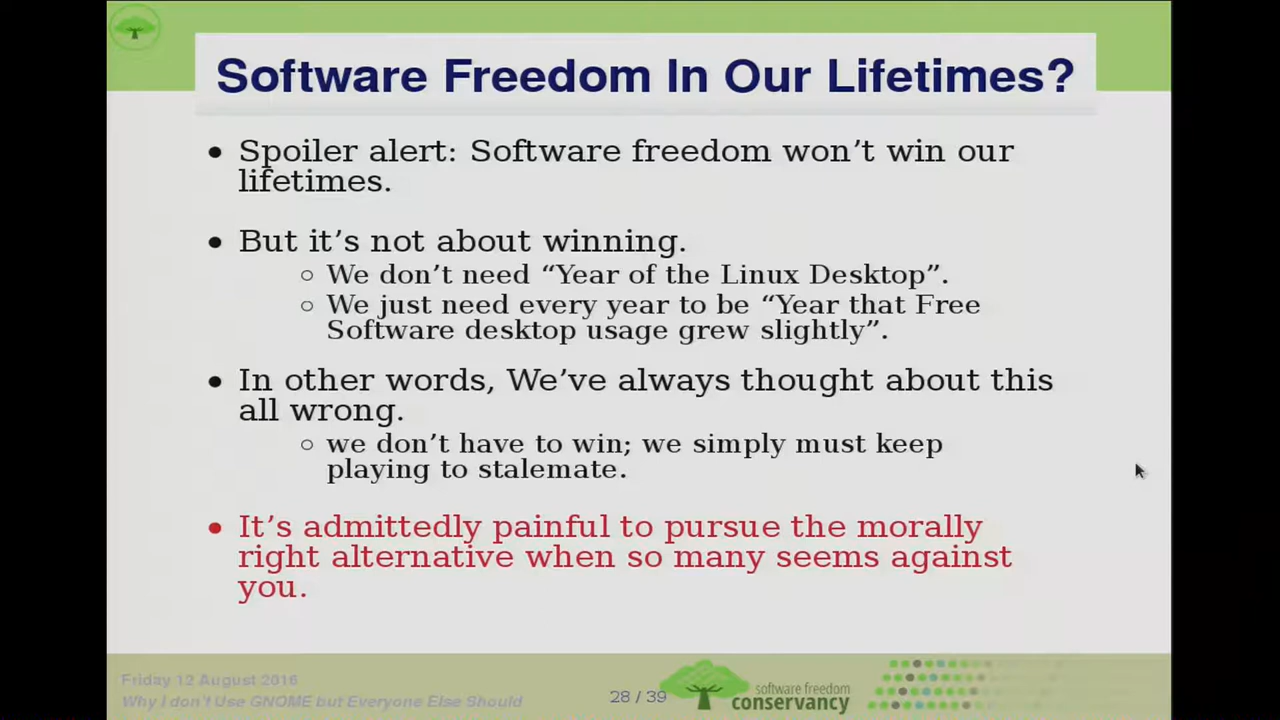 Software Freedom In Our Lifetimes?
• Spoiler alert: Software freedom won’t win our
lifetimes.
• But it’s not about winning.
○ We don’t need “Year of the Linux Desktop”.
○ We just need every year to be “Year that Free
Software desktop usage grew slightly”.
• In other words, We’ve always thought about this
all wrong.
○ we don’t have to win; we simply must keep
playing to stalemate.
• It’s admittedly painful to pursue the morally
right alternative when so many seems against
you.
Friday 12 August 2016
Why I don't Use GNOME but Everyone Else Should
28 / 39
software freedom
conservancy